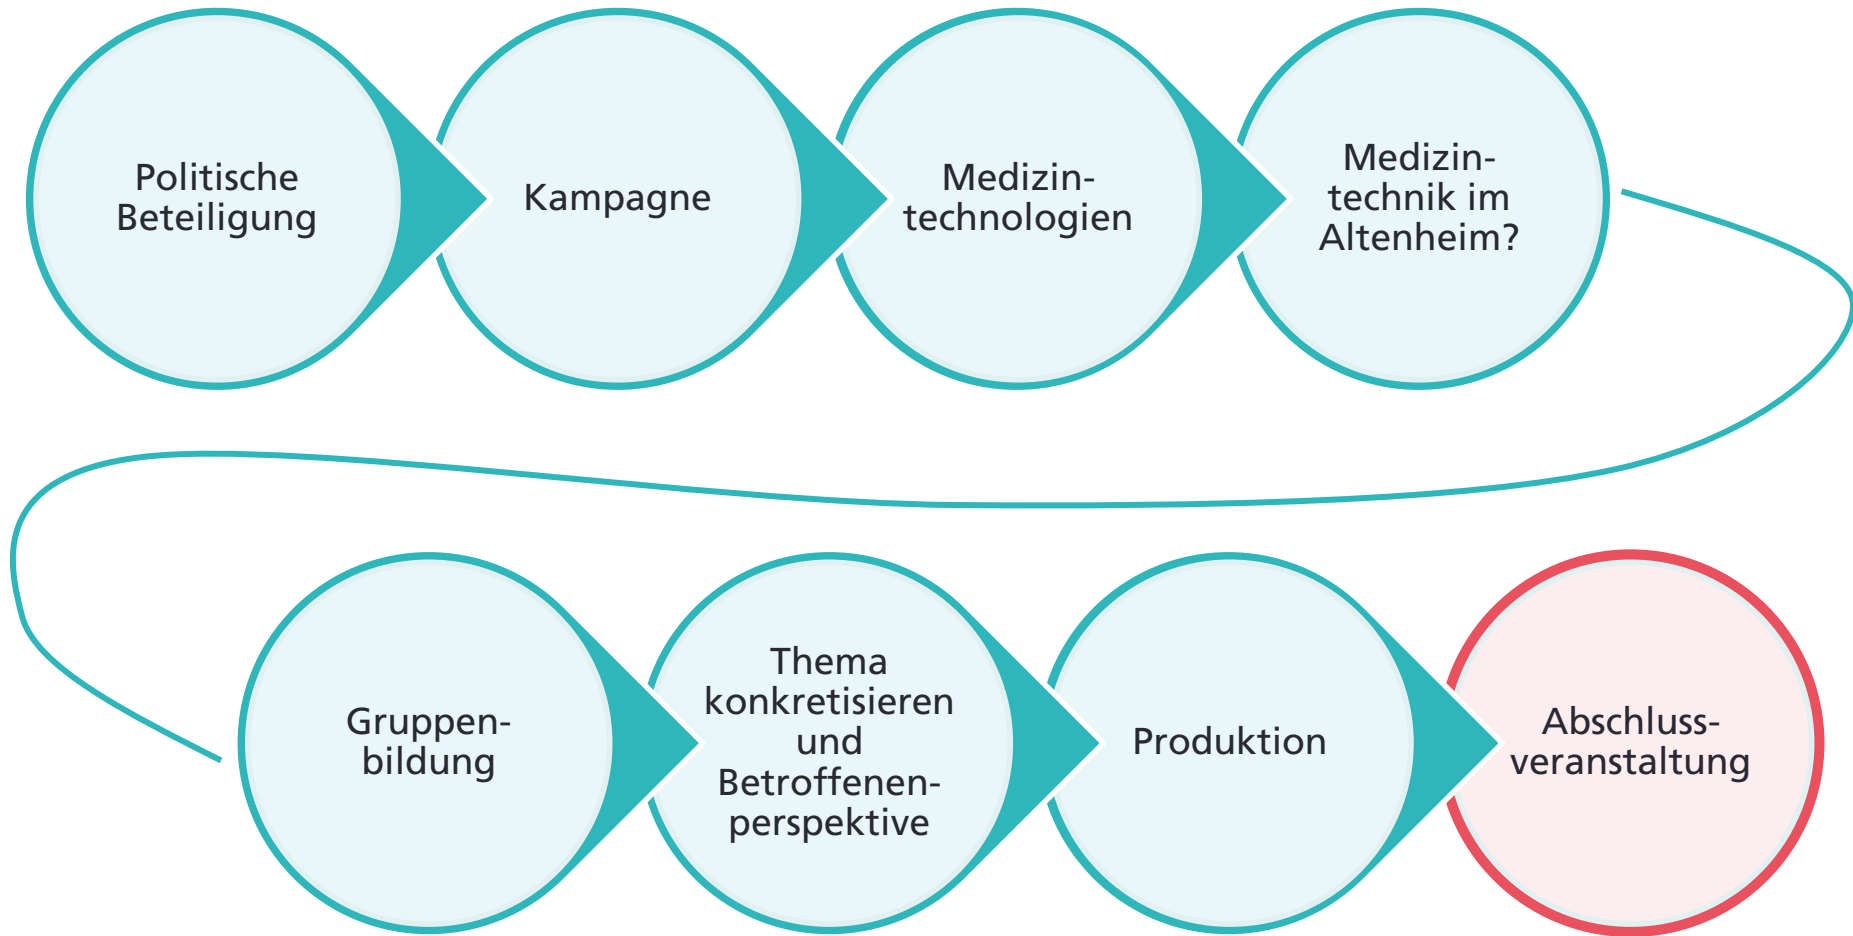 Politische
Beteiligung
Kampagne
Medizin-
technologien
Medizin-
technik im
Altenheim?
Gruppen-
bildung
Thema
konkretisieren
und
Betroffenen-
perspektive
Produktion
Abschluss-
veranstaltung